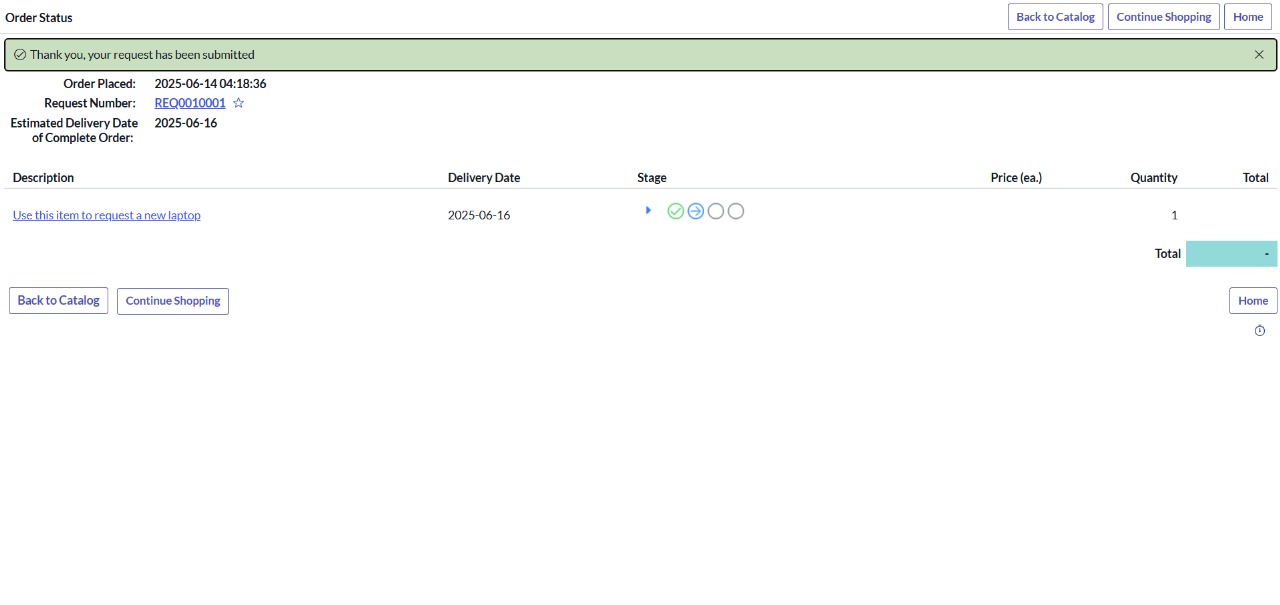 Order Status
Back to Catalog
Continue Shopping
Home
Thank you, your request has been submitted
Order Placed: 2025-06-14 04:18:36
Request Number: REQ0010001
Estimated Delivery Date 2025-06-16
of Complete Order:
Description Delivery Date Stage Price (ea.) Quantity Total
Use this item to request a new laptop 2025-06-16 1
Total -
Back to Catalog Continue Shopping Home